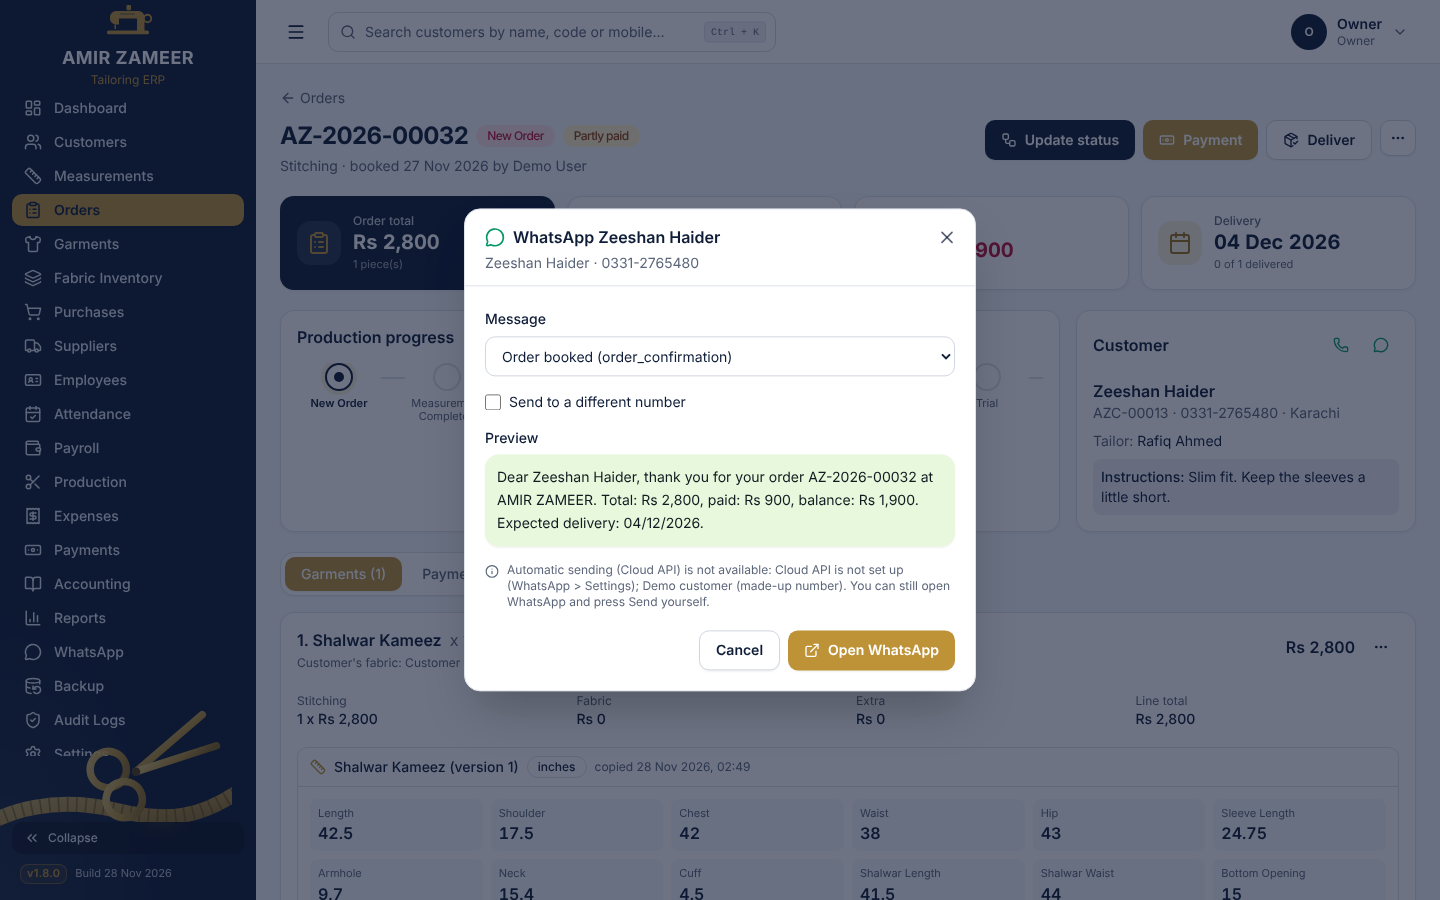 AMIR ZAMEER
Tailoring ERP
Dashboard
Customers
Measurements
Orders
Garments
Fabric Inventory
Purchases
Suppliers
Employees
Attendance
Payroll
Production
Expenses
Payments
Accounting
Reports
WhatsApp
Backup
Audit Logs
Collapse
v1.8.0 Build 28 Nov 2026
Search customers by name, code or mobile... Ctrl + K
O
Owner
Owner
Orders
AZ-2026-00032 New Order Partly paid
Stitching · booked 27 Nov 2026 by Demo User
Update status
Payment
Deliver
Order total
Rs 2,800
1 piece(s)
900
Delivery
04 Dec 2026
0 of 1 delivered
Production progress
New Order
Trial
Customer
Zeeshan Haider
AZC-00013 · 0331-2765480 · Karachi
Tailor: Rafiq Ahmed
Instructions: Slim fit. Keep the sleeves a
little short.
WhatsApp Zeeshan Haider
Zeeshan Haider · 0331-2765480
Message
Order booked (order_confirmation)
Send to a different number
Preview
Dear Zeeshan Haider, thank you for your order AZ-2026-00032 at
AMIR ZAMEER. Total: Rs 2,800, paid: Rs 900, balance: Rs 1,900.
Expected delivery: 04/12/2026.
Automatic sending (Cloud API) is not available: Cloud API is not set up
(WhatsApp > Settings); Demo customer (made-up number). You can still open
WhatsApp and press Send yourself.
Cancel
Open WhatsApp
Garments (1)
1. Shalwar Kameez x
Customer's fabric: Customer
Rs 2,800
Stitching
1 x Rs 2,800
Fabric
Rs 0
Extra
Rs 0
Line total
Rs 2,800
Shalwar Kameez (version 1) inches copied 28 Nov 2026, 02:49
Length
42.5
Shoulder
17.5
Chest
42
Waist
38
Hip
43
Sleeve Length
24.75
Armhole
9.7
Neck
15.4
Cuff
4.5
Shalwar Length
41.5
Shalwar Waist
44
Bottom Opening
15